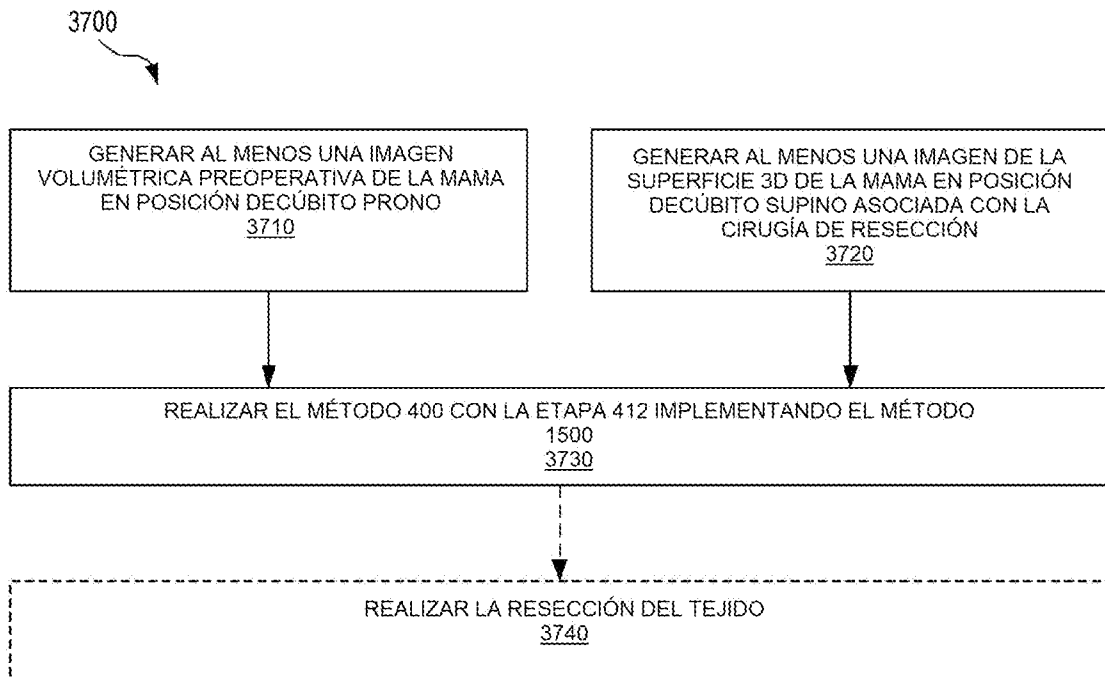 3700
GENERAR AL MENOS UNA IMAGEN
VOLUMÉTRICA PREOPERATIVA DE LA MAMA
EN POSICIÓN DECÚBITO PRONO
3710
GENERAR AL MENOS UNA IMAGEN DE LA
SUPERFICIE 3D DE LA MAMA EN POSICIÓN
DECÚBITO SUPINO ASOCIADA CON LA
CIRUGÍA DE RESECCIÓN
3720
REALIZAR EL MÉTODO 400 CON LA ETAPA 412 IMPLEMENTANDO EL MÉTODO
1500
3730
REALIZAR LA RESECCIÓN DEL TEJIDO
3740